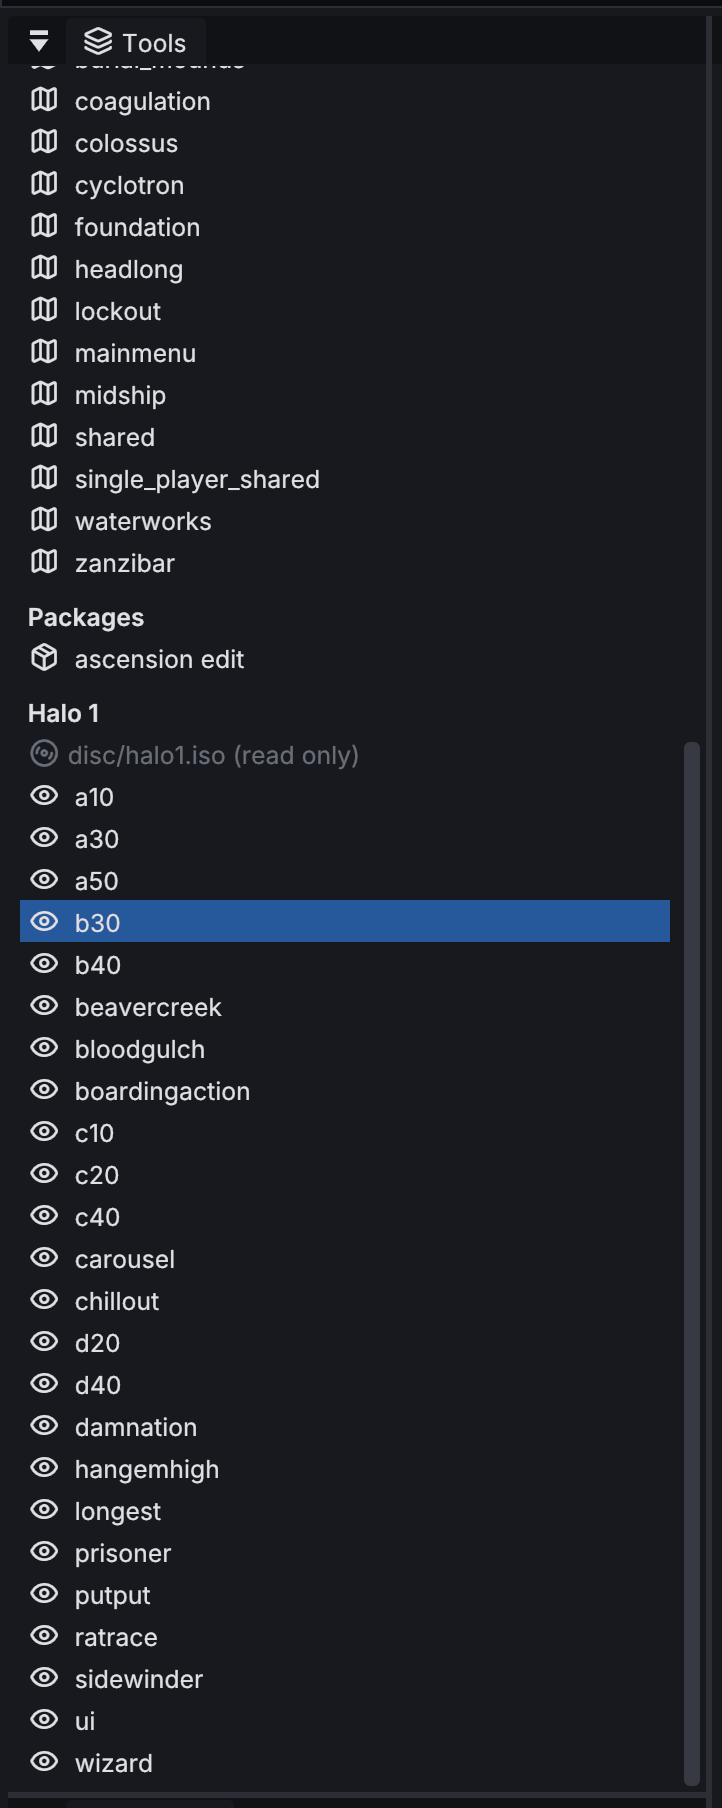 Tools
burial_mounds
coagulation
colossus
cyclotron
foundation
headlong
lockout
mainmenu
midship
shared
single_player_shared
waterworks
zanzibar
Packages
ascension edit
Halo 1
disc/halo1.iso (read only)
a10
a30
a50
b30
b40
beavercreek
bloodgulch
boardingaction
c10
c20
c40
carousel
chillout
d20
d40
damnation
hangemhigh
longest
prisoner
putput
ratrace
sidewinder
ui
wizard